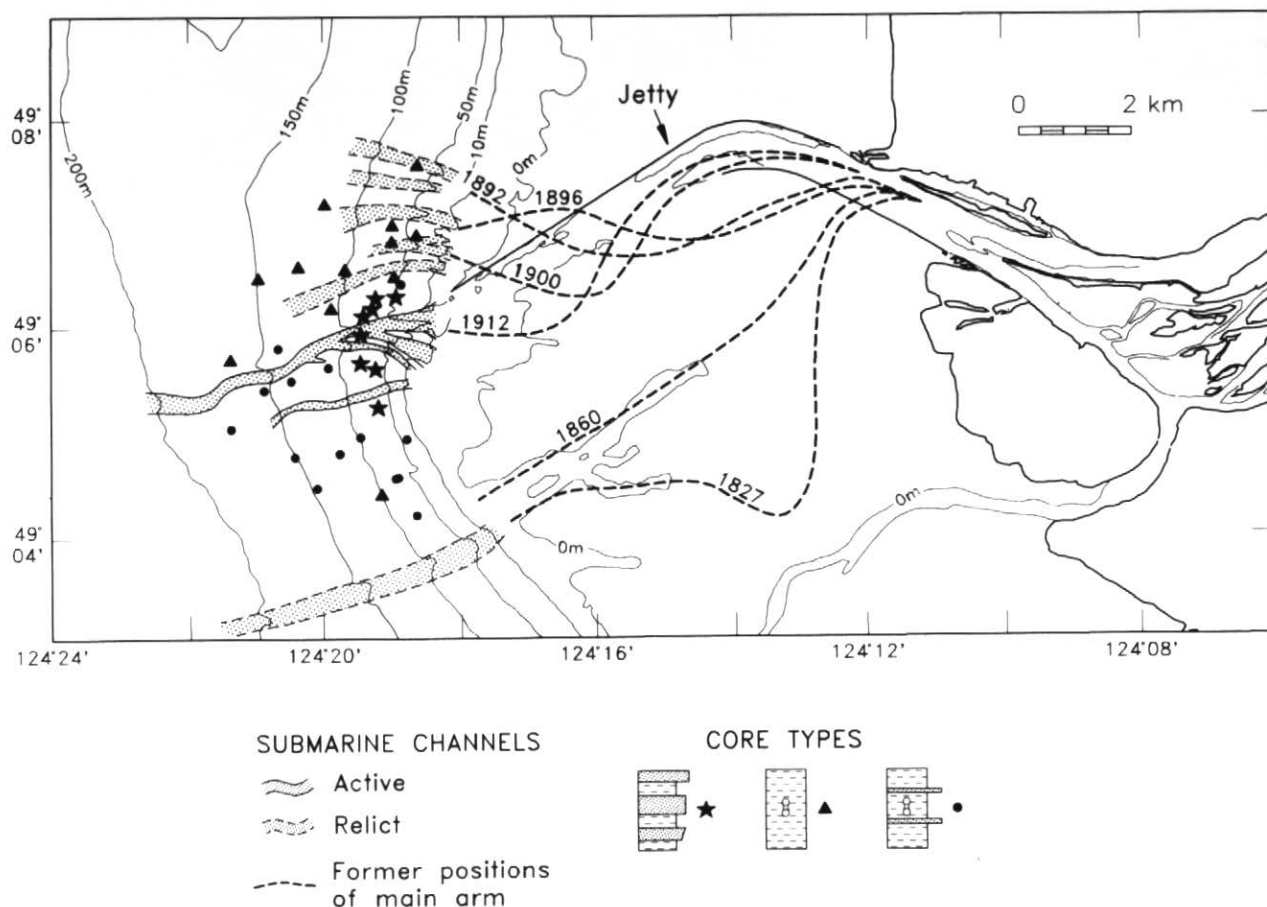 49°
08'
49°
06'
49°
04'
124°24'
124°20'
124°16'
124°12'
124°08'
200m
150m
100m
50m
10m
0m
Jetty
0 2 km
1892
1896
1900
1912
1860
1827
0m
0m
SUBMARINE CHANNELS
Active
Relict
Former positions
of main arm
CORE TYPES